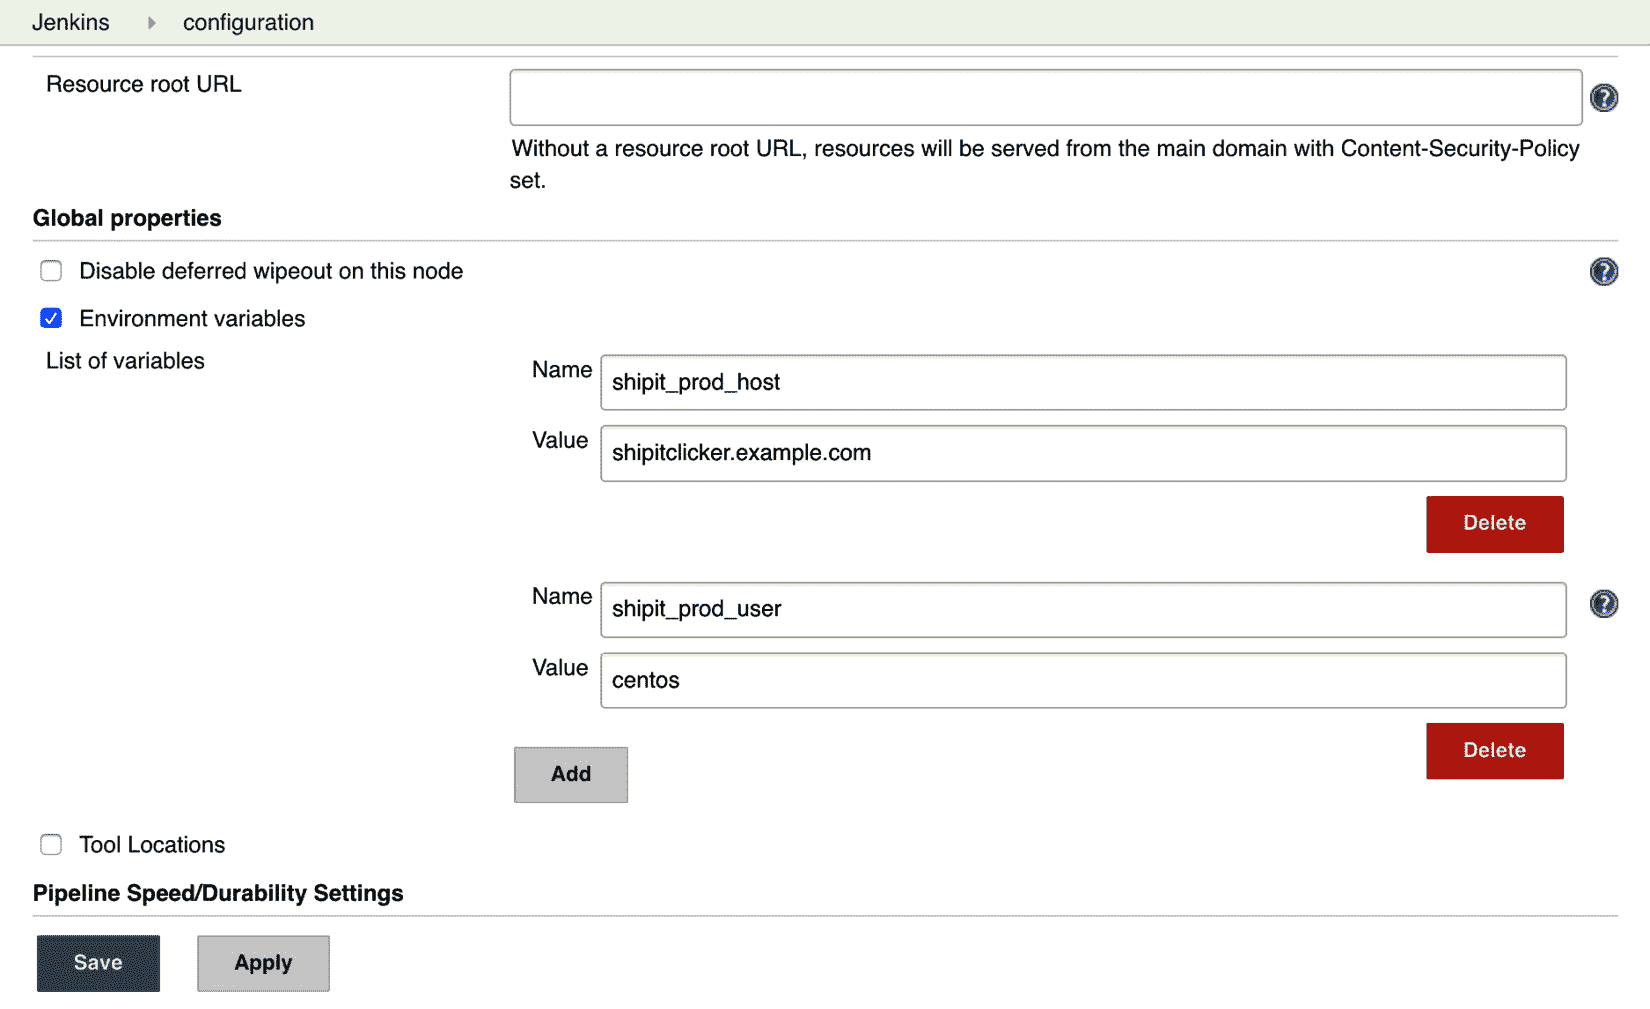 Jenkins configuration
Resource root URL
Without a resource root URL, resources will be served from the main domain with Content-Security-Policy
set.
Global properties
Disable deferred wipeout on this node
Environment variables
List of variables
Name shipit_prod_host
Value shipitclicker.example.com
Delete
Name shipit_prod_user
Value centos
Delete
Add
Tool Locations
Pipeline Speed/Durability Settings
Save Apply